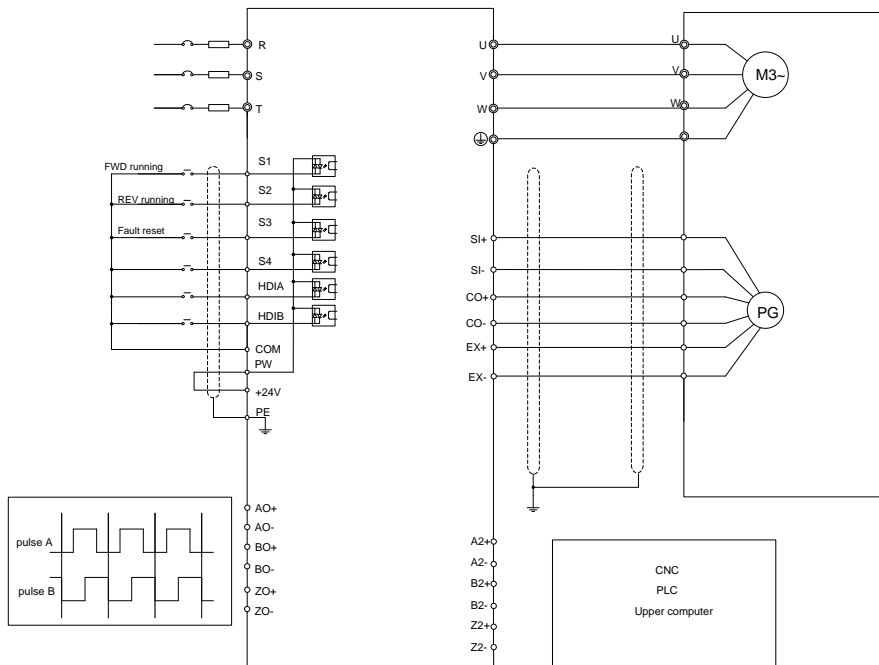 R
S
T
U
V
W
U
V
W
M3~
FWD running
REV running
Fault reset
S1
S2
S3
S4
HDIA
HDIB
COM
PW
+24V
PE
SI+
SI-
CO+
CO-
EX+
EX-
PG
pulse A
pulse B
AO+
AO-
BO+
BO-
ZO+
ZO-
A2+
A2-
B2+
B2-
Z2+
Z2-
CNC
PLC
Upper computer